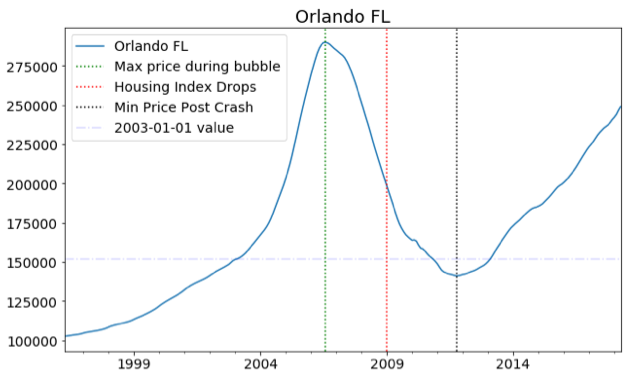 Orlando FL
Orlando FL
Max price during bubble
Housing Index Drops
Min Price Post Crash
2003-01-01 value
275000
250000
225000
200000
175000
150000
125000
100000
1999 2004 2009 2014